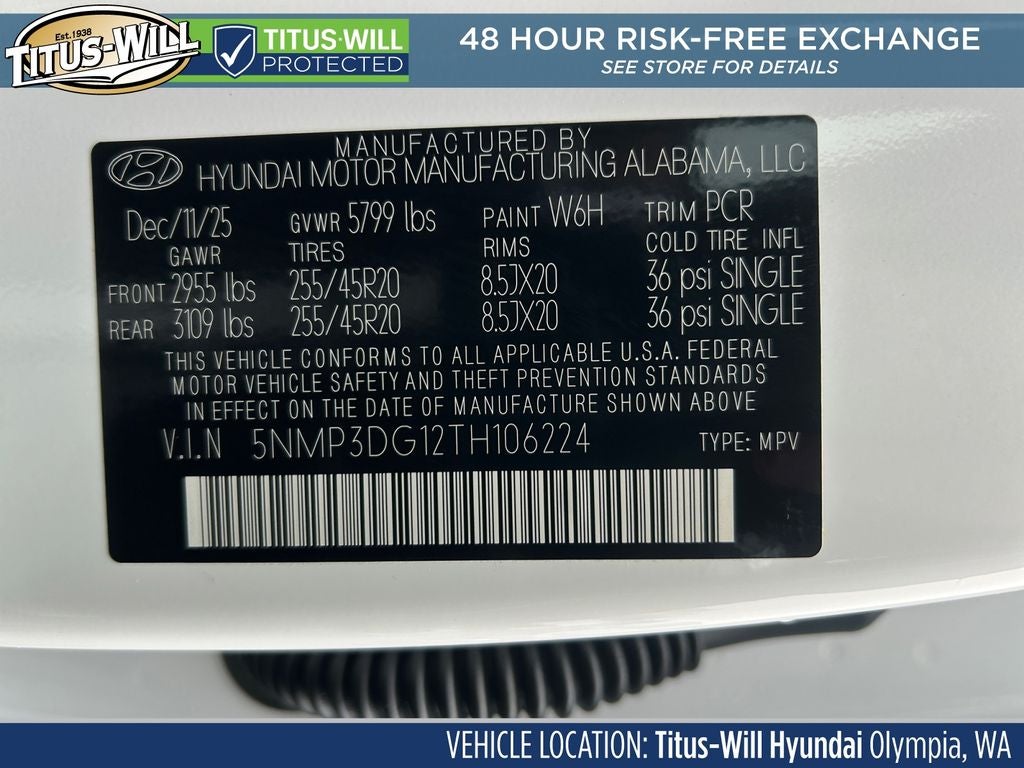 Est.1938
TITUS-WILL
TITUS-WILL
PROTECTED
48 HOUR RISK-FREE EXCHANGE
SEE STORE FOR DETAILS
MANUFACTURED BY
HYUNDAI MOTOR MANUFACTURING ALABAMA, LLC
Dec/11/25 GVWR 5799 lbs PAINT W6H TRIM PCR
GAWR TIRES RIMS COLD TIRE INFL
FRONT 2955 lbs 255/45R20 8.5JX20 36 psi SINGLE
REAR 3109 lbs 255/45R20 8.5JX20 36 psi SINGLE
THIS VEHICLE CONFORMS TO ALL APPLICABLE U.S.A. FEDERAL
MOTOR VEHICLE SAFETY AND THEFT PREVENTION STANDARDS
IN EFFECT ON THE DATE OF MANUFACTURE SHOWN ABOVE
V.I.N 5NMP3DG12TH106224 TYPE: MPV
VEHICLE LOCATION: Titus-Will Hyundai Olympia, WA